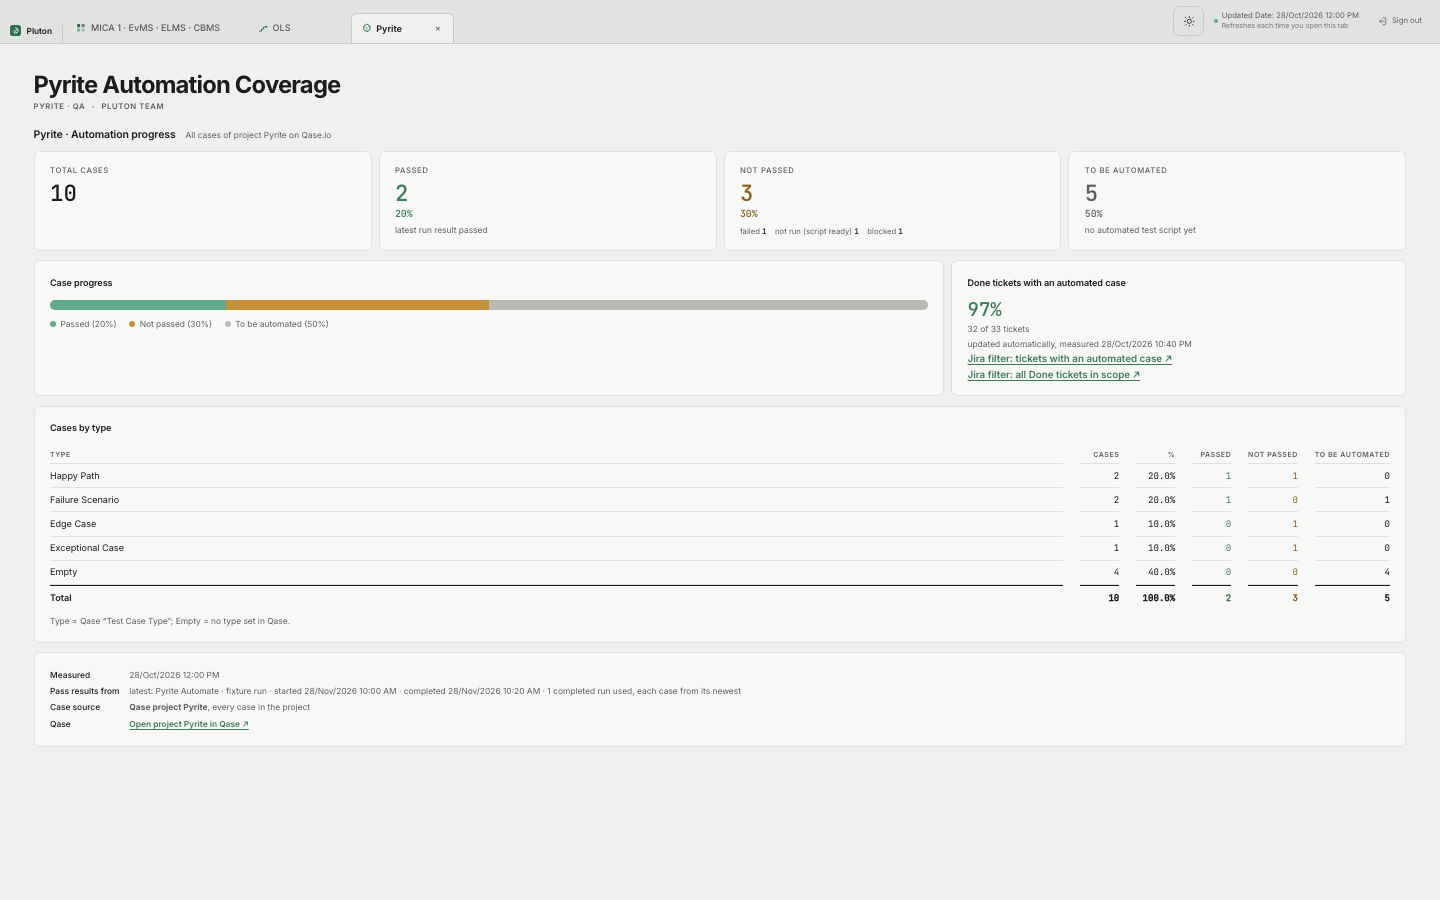 Pluton
MICA 1 · EvMS · ELMS · CBMS
OLS
Pyrite ×
Updated Date: 28/Oct/2026 12:00 PM
Refreshes each time you open this tab
Sign out
Pyrite Automation Coverage
PYRITE · QA · PLUTON TEAM
Pyrite · Automation progress All cases of project Pyrite on Qase.io
TOTAL CASES
10
PASSED
2
20%
latest run result passed
NOT PASSED
3
30%
failed 1 not run (script ready) 1 blocked 1
TO BE AUTOMATED
5
50%
no automated test script yet
Case progress
Passed (20%) Not passed (30%) To be automated (50%)
Done tickets with an automated case
97%
32 of 33 tickets
updated automatically, measured 28/Oct/2026 10:40 PM
Jira filter: tickets with an automated case ↗
Jira filter: all Done tickets in scope ↗
Cases by type
TYPE CASES % PASSED NOT PASSED TO BE AUTOMATED
Happy Path 2 20.0% 1 1 0
Failure Scenario 2 20.0% 1 0 1
Edge Case 1 10.0% 0 1 0
Exceptional Case 1 10.0% 0 1 0
Empty 4 40.0% 0 0 4
Total 10 100.0% 2 3 5
Type = Qase "Test Case Type"; Empty = no type set in Qase.
Measured 28/Oct/2026 12:00 PM
Pass results from latest: Pyrite Automate · fixture run · started 28/Nov/2026 10:00 AM · completed 28/Nov/2026 10:20 AM · 1 completed run used, each case from its newest
Case source Qase project Pyrite, every case in the project
Qase Open project Pyrite in Qase ↗